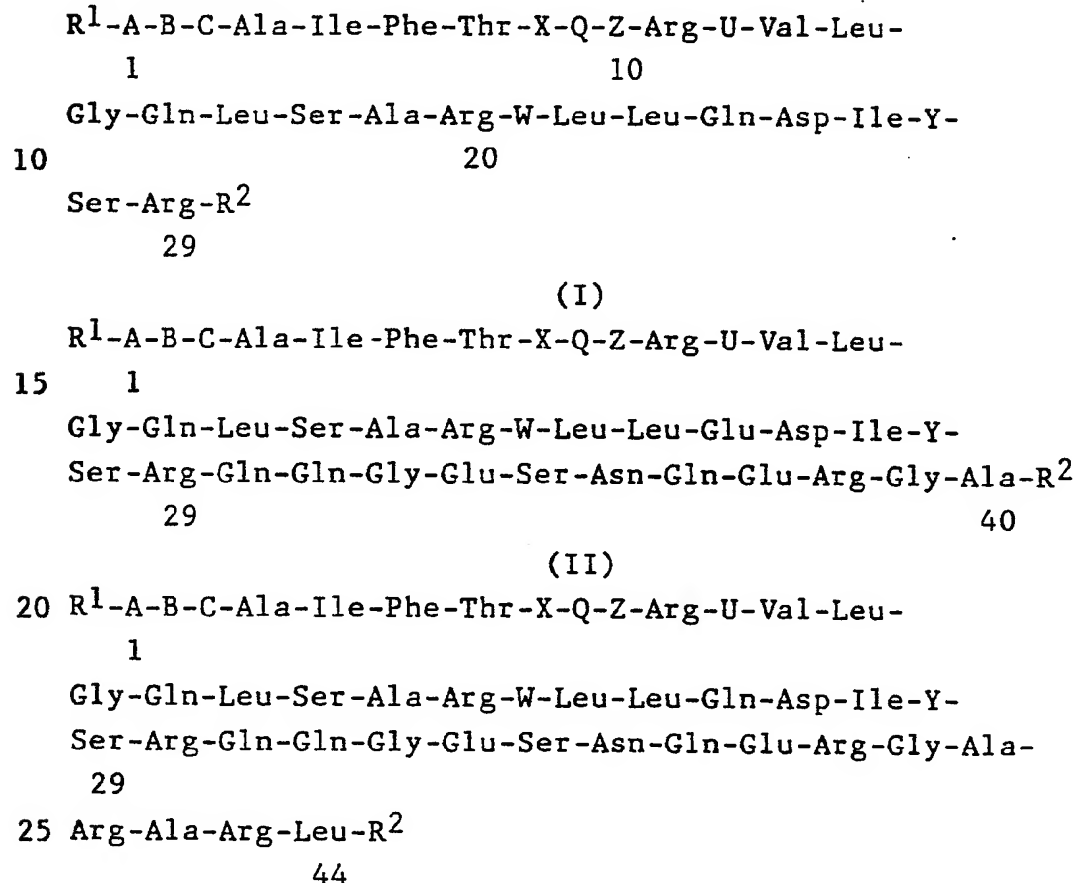 R¹-A-B-C-Ala-Ile-Phe-Thr-X-Q-Z-Arg-U-Val-Leu-
1 10
Gly-Gln-Leu-Ser-Ala-Arg-W-Leu-Leu-Gln-Asp-Ile-Y-
10 20
Ser-Arg-R²
29
(I)
R¹-A-B-C-Ala-Ile-Phe-Thr-X-Q-Z-Arg-U-Val-Leu-
15 1
Gly-Gln-Leu-Ser-Ala-Arg-W-Leu-Leu-Glu-Asp-Ile-Y-
Ser-Arg-Gln-Gln-Gly-Glu-Ser-Asn-Gln-Glu-Arg-Gly-Ala-R²
29 40
(II)
20 R¹-A-B-C-Ala-Ile-Phe-Thr-X-Q-Z-Arg-U-Val-Leu-
1
Gly-Gln-Leu-Ser-Ala-Arg-W-Leu-Leu-Gln-Asp-Ile-Y-
Ser-Arg-Gln-Gln-Gly-Glu-Ser-Asn-Gln-Glu-Arg-Gly-Ala-
29
25 Arg-Ala-Arg-Leu-R²
44